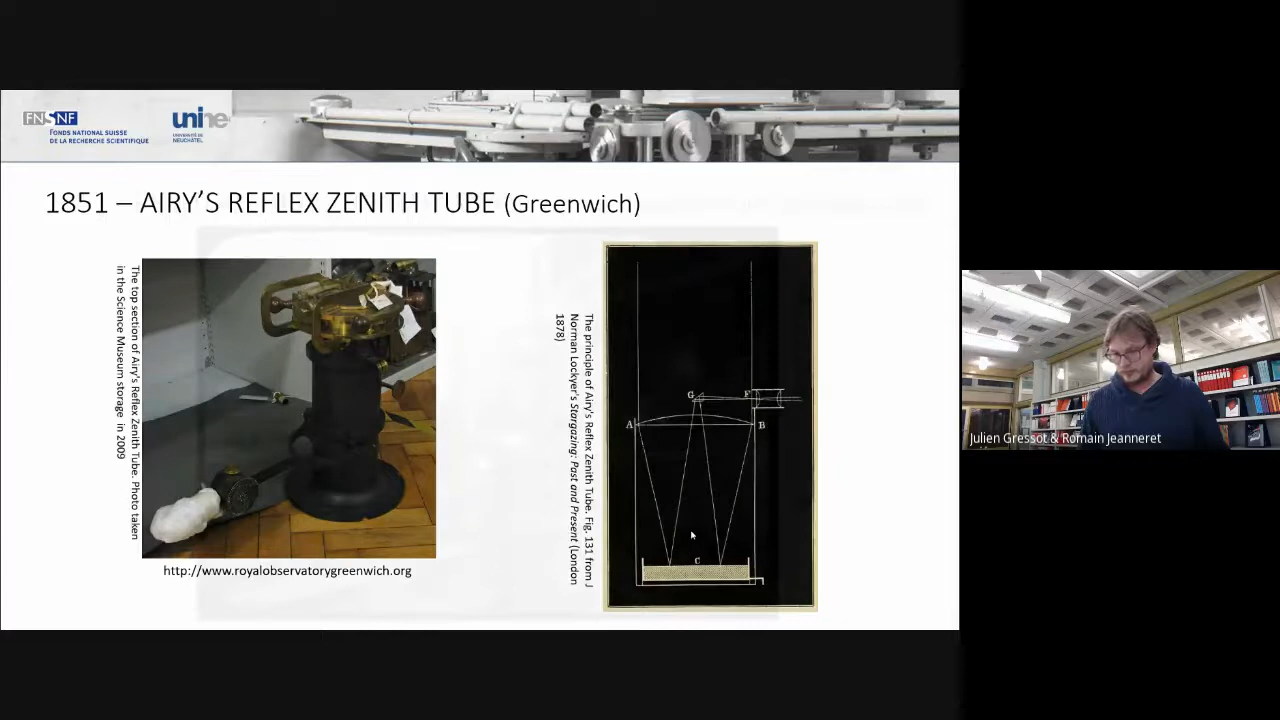 FNSNF
FONDS NATIONAL SUISSE
DE LA RECHERCHE SCIENTIFIQUE
unine
UNIVERSITÉ DE
NEUCHÂTEL
1851 – AIRY'S REFLEX ZENITH TUBE (Greenwich)
The top section of Airy's Reflex Zenith Tube. Photo taken
in the Science Museum storage in 2009
http://www.royalobservatorygreenwich.org
The principle of Airy's Reflex Zenith Tube. Fig. 131 from J
Norman Lockyer's Stargazing: Past and Present (London
1878)
G F
A B
C
Julien Gressot & Romain Jeanneret